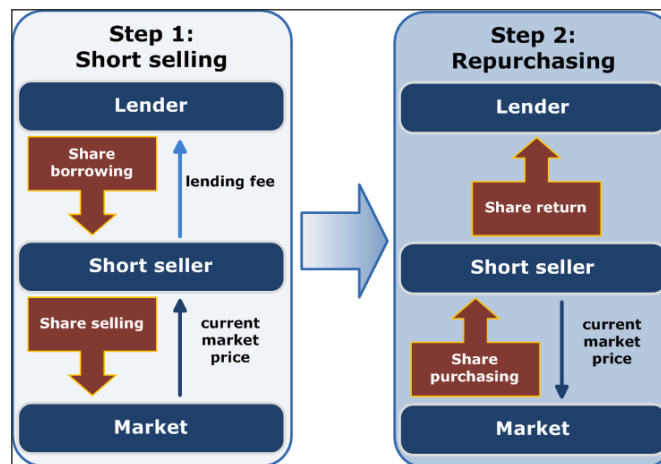 Step 1:
Short selling
Lender
Share
borrowing
lending fee
Short seller
Share selling
current
market
price
Market
Step 2:
Repurchasing
Lender
Share return
Short seller
Share
purchasing
current
market
price
Market